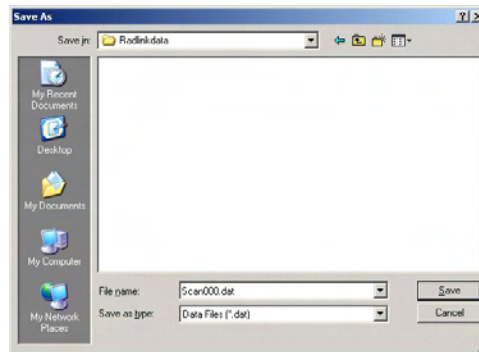 Save As
Save in: Radlinkdata
My Recent
Documents
Desktop
My Documents
My Computer
My Network
Places
File name: Scan000.dat
Save as type: Data Files (*.dat)
Save
Cancel